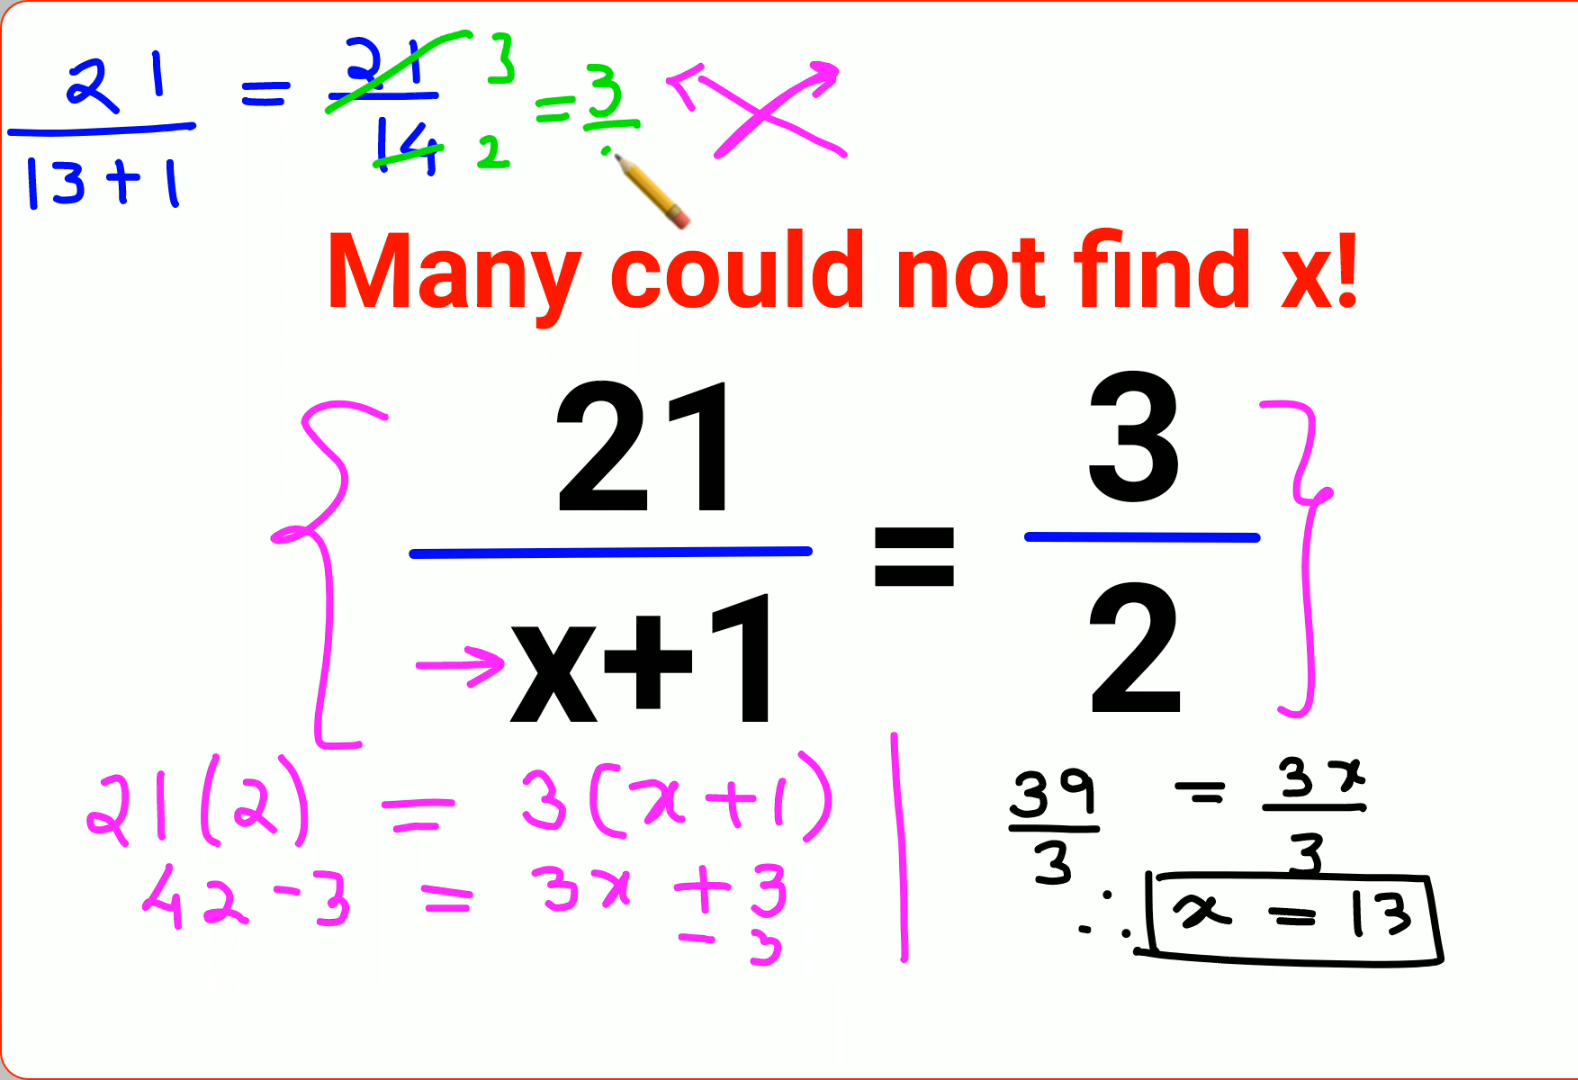 21/13+1 = 21/14 3/2 = 3/
Many could not find x!
21/x+1 = 3/2
21(2) = 3(x+1)
42-3 = 3x + 3
- 3
39/3 = 3x/3
∴ x = 13